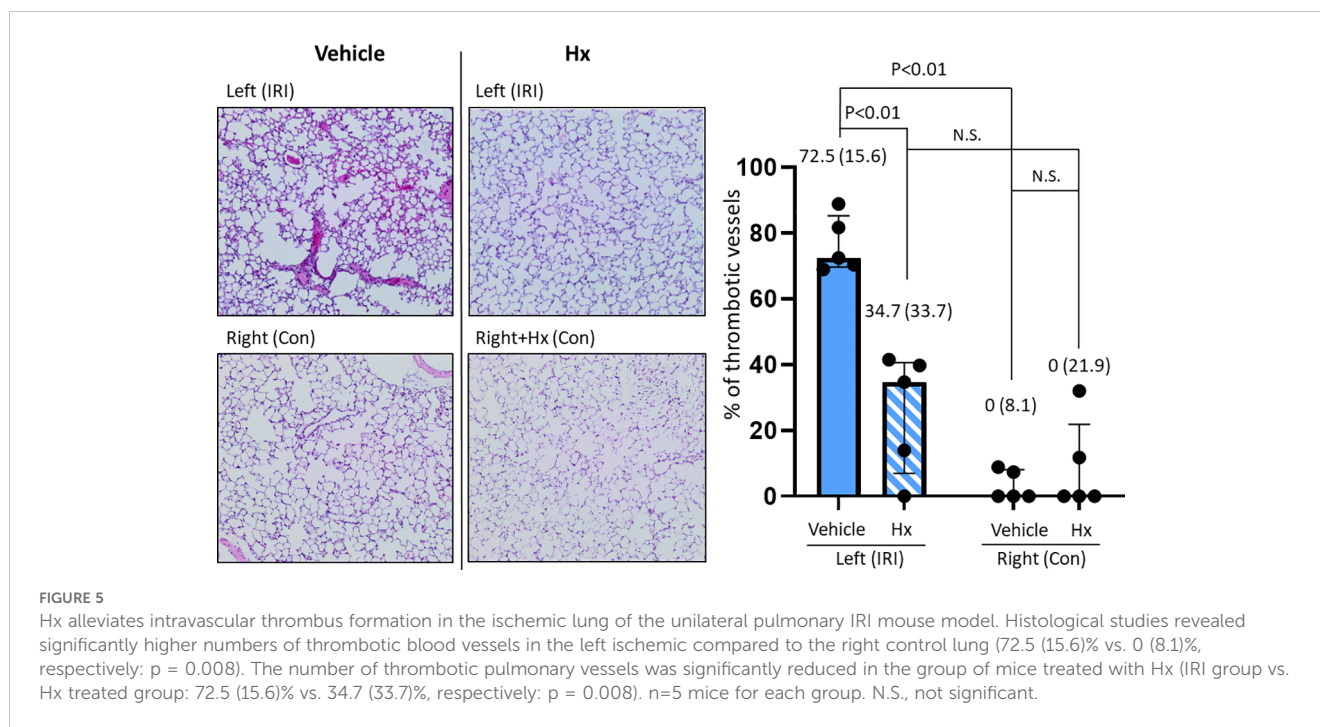 Vehicle
Hx
Left (IRI)
Left (IRI)
Right (Con)
Right+Hx (Con)
P<0.01
P<0.01
N.S.
N.S.
72.5 (15.6)
34.7 (33.7)
0 (8.1)
0 (21.9)
% of thrombotic vessels
100
80
60
40
20
0
Vehicle
Hx
Vehicle
Hx
Left (IRI)
Right (Con)
FIGURE 5
Hx alleviates intravascular thrombus formation in the ischemic lung of the unilateral pulmonary IRI mouse model. Histological studies revealed
significantly higher numbers of thrombotic blood vessels in the left ischemic compared to the right control lung (72.5 (15.6)% vs. 0 (8.1)%,
respectively: p = 0.008). The number of thrombotic pulmonary vessels was significantly reduced in the group of mice treated with Hx (IRI group vs.
Hx treated group: 72.5 (15.6)% vs. 34.7 (33.7)%, respectively: p = 0.008). n=5 mice for each group. N.S., not significant.